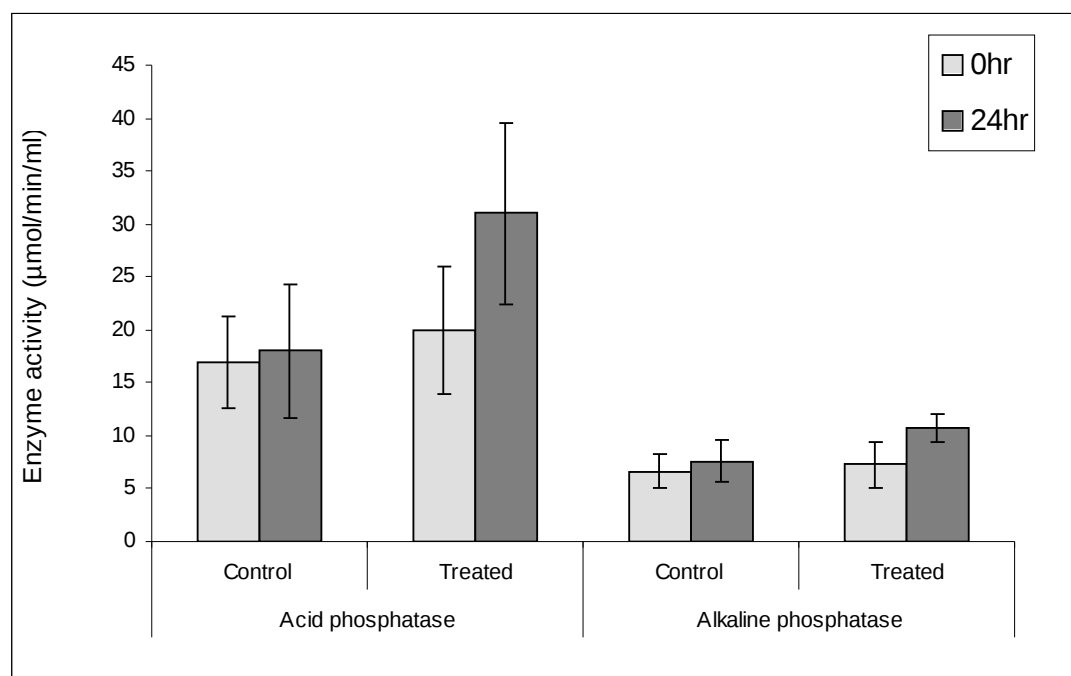 0hr
24hr
Enzyme activity (µmol/min/ml)
45
40
35
30
25
20
15
10
5
0
Control Treated Control Treated
Acid phosphatase Alkaline phosphatase